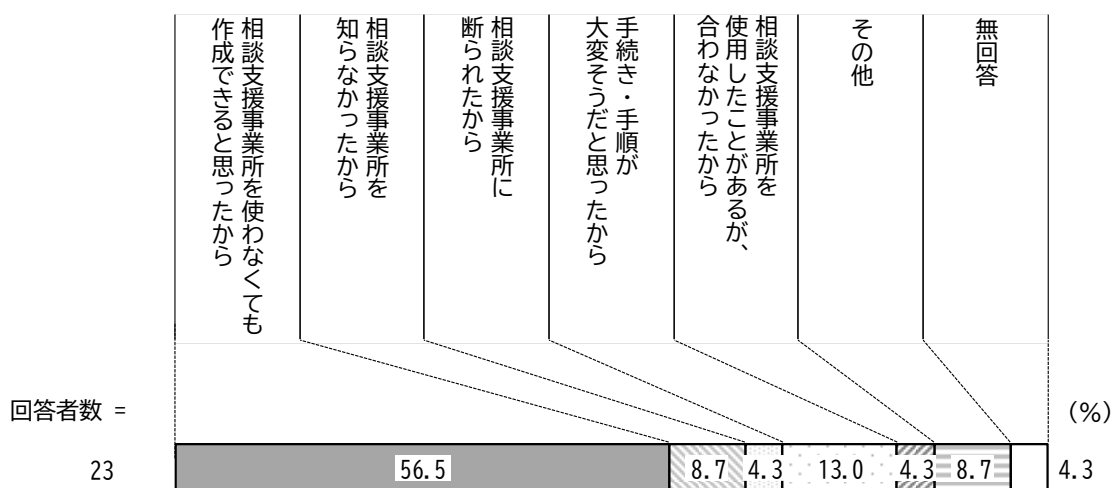 相談支援事業所を使わなくても
作成できると思ったから
相談支援事業所を
知らなかったから
相談支援事業所に
断られたから
手続き・手順が
大変そうだと思ったから
相談支援事業所を
使用したことがあるが、
合わなかったから
その他
無回答
回答者数 =
(%)
23
56.5
8.7
4.3
13.0
4.3
8.7
4.3